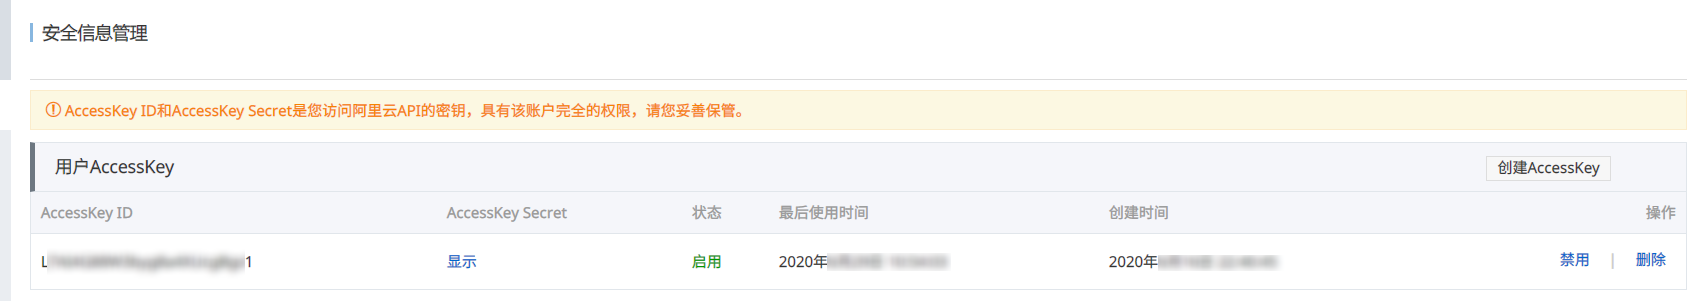 安全信息管理
AccessKey ID和AccessKey Secret是您访问阿里云API的密钥，具有该账户完全的权限，请您妥善保管。
用户AccessKey 创建AccessKey
AccessKey ID AccessKey Secret 状态 最后使用时间 创建时间 操作
L 1 显示 启用 2020年 2020年 禁用 | 删除